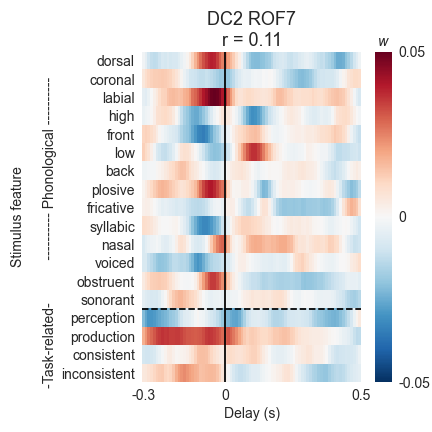 DC2 ROF7
r = 0.11
w
dorsal
coronal
labial
high
front
low
back
plosive
fricative
syllabic
nasal
voiced
obstruent
sonorant
perception
production
consistent
inconsistent
Stimulus feature
-Task-related-
---------- Phonological ----------
-0.3
0
0.5
Delay (s)
0.05
0
-0.05